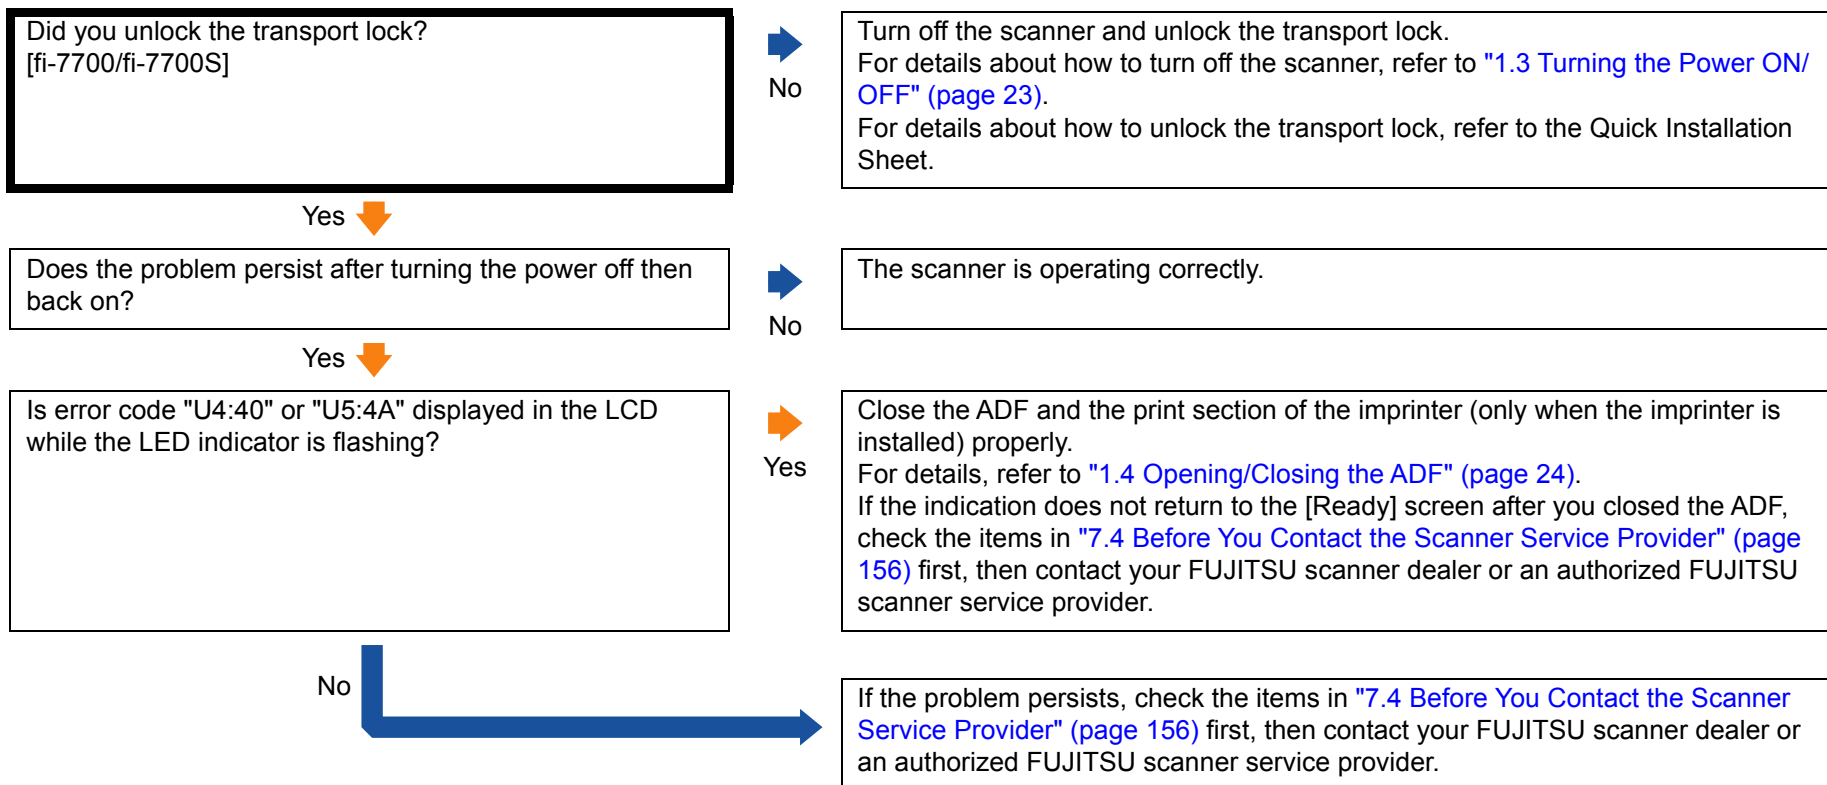 Did you unlock the transport lock?
[fi-7700/fi-7700S]
No
Turn off the scanner and unlock the transport lock.
For details about how to turn off the scanner, refer to "1.3 Turning the Power ON/
OFF" (page 23).
For details about how to unlock the transport lock, refer to the Quick Installation
Sheet.
Yes
Does the problem persist after turning the power off then
back on?
No
The scanner is operating correctly.
Yes
Is error code "U4:40" or "U5:4A" displayed in the LCD
while the LED indicator is flashing?
Yes
Close the ADF and the print section of the imprinter (only when the imprinter is
installed) properly.
For details, refer to "1.4 Opening/Closing the ADF" (page 24).
If the indication does not return to the [Ready] screen after you closed the ADF,
check the items in "7.4 Before You Contact the Scanner Service Provider" (page
156) first, then contact your FUJITSU scanner dealer or an authorized FUJITSU
scanner service provider.
No
If the problem persists, check the items in "7.4 Before You Contact the Scanner
Service Provider" (page 156) first, then contact your FUJITSU scanner dealer or
an authorized FUJITSU scanner service provider.